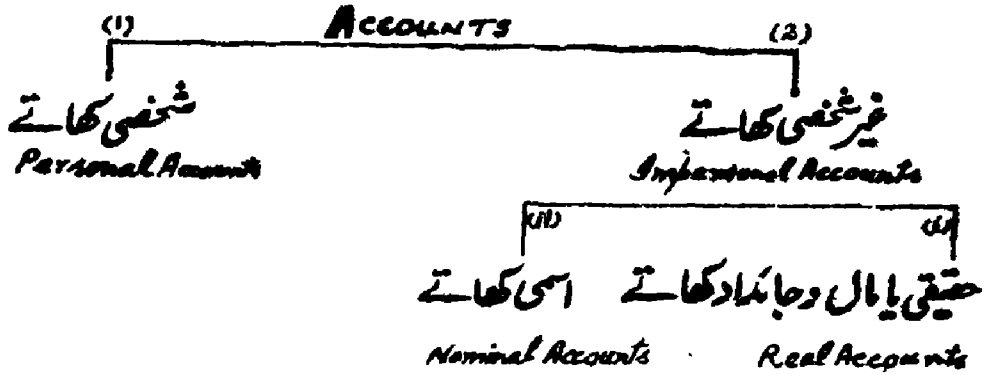 ACCOUNTS
(1) (2)
شخصی کھاتے غیر شخصی کھاتے
Personal Accounts Impersonal Accounts
(ii) (i)
اسمی کھاتے حقیقی یا مال و جائداد کھاتے
Nominal Accounts Real Accounts